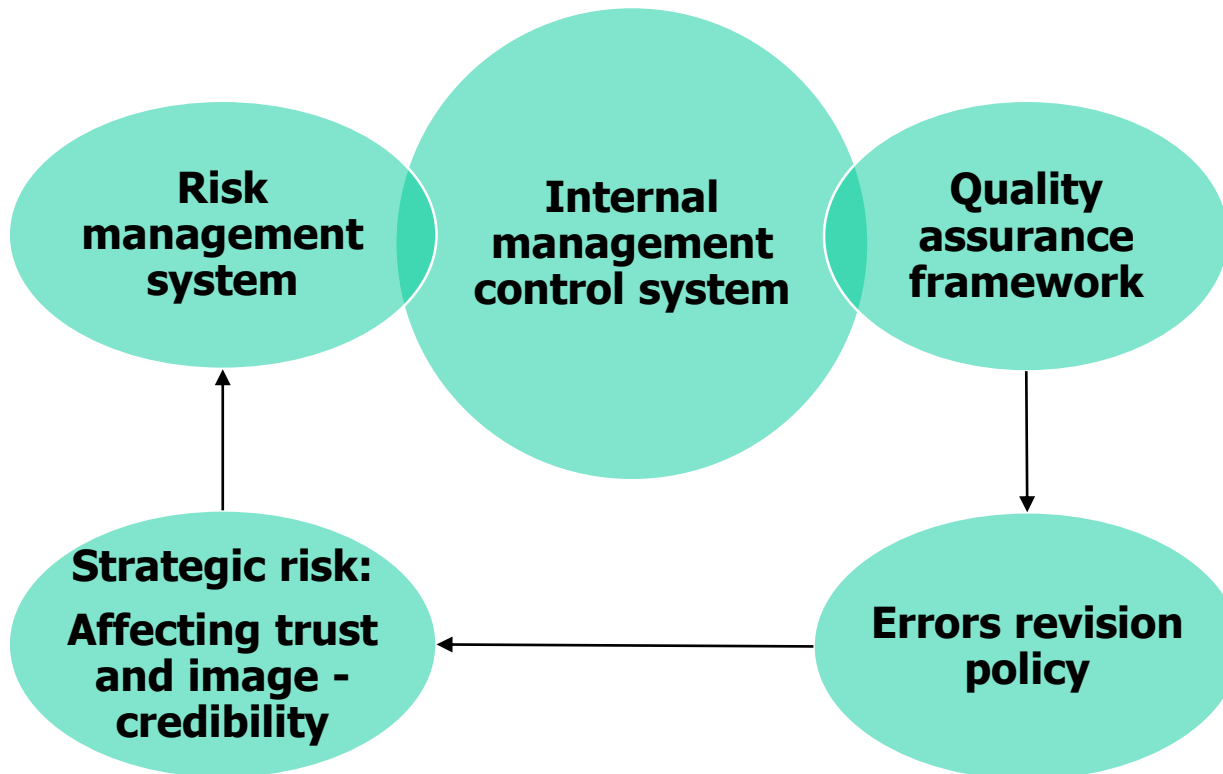 Risk
management
system
Internal
management
control system
Quality
assurance
framework
Strategic risk:
Affecting trust
and image -
credibility
Errors revision
policy